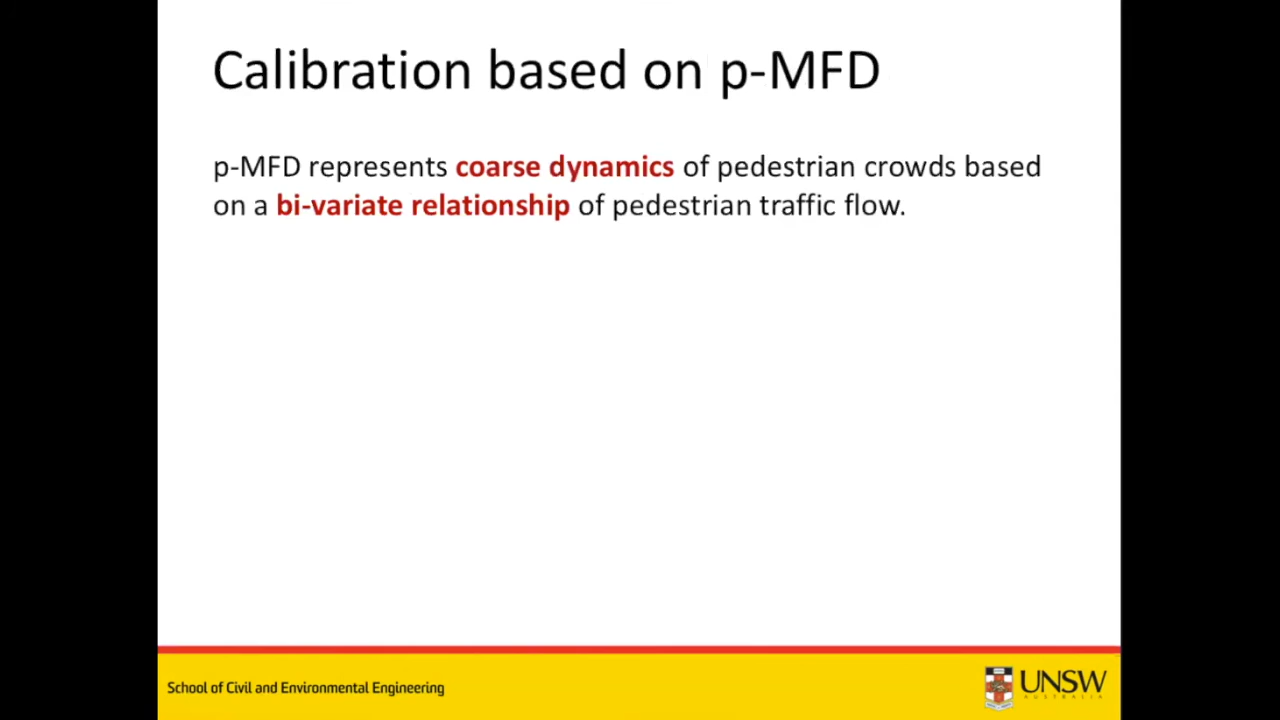 Calibration based on p-MFD
p-MFD represents coarse dynamics of pedestrian crowds based
on a bi-variate relationship of pedestrian traffic flow.
School of Civil and Environmental Engineering
UNSW
AUSTRALIA